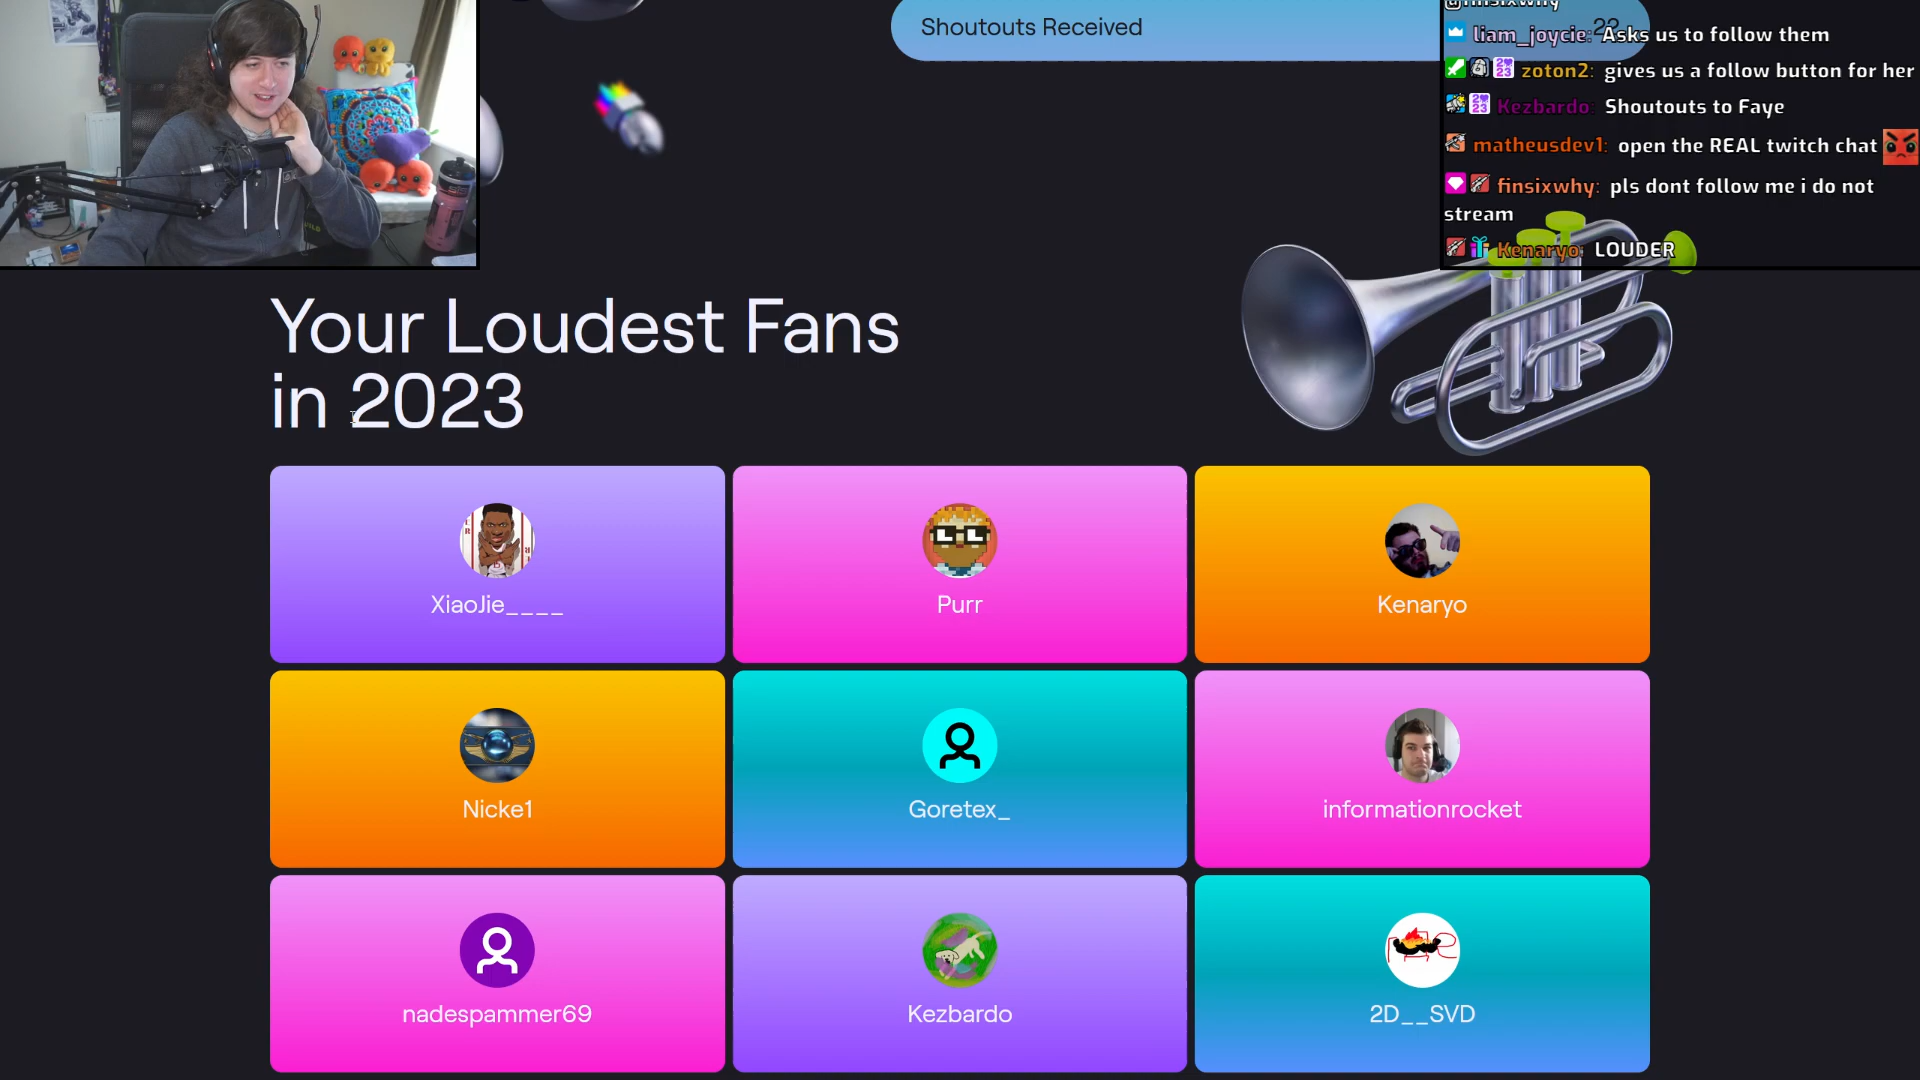 Shoutouts Received
@finsixwhy
liam_joycie: Asks us to follow them
zoton2: gives us a follow button for her
Kezbardo: Shoutouts to Faye
matheusdev1: open the REAL twitch chat
finsixwhy: pls dont follow me i do not
stream
Kenaryo: LOUDER
Your Loudest Fans
in 2023
XiaoJie____
Purr
Kenaryo
Nicke1
Goretex_
informationrocket
nadespammer69
Kezbardo
2D__SVD